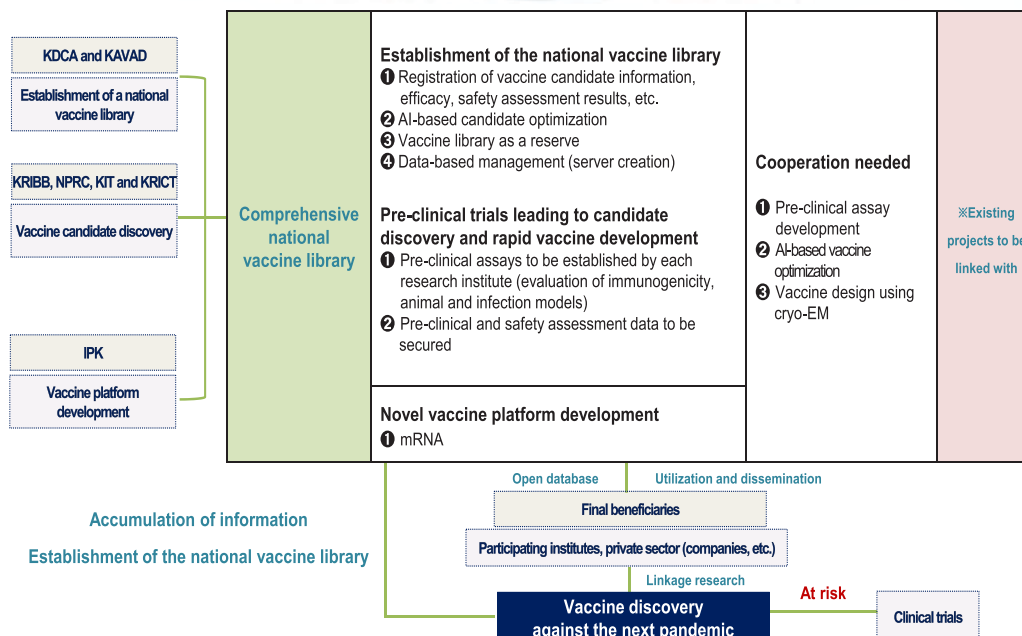 KDCA and KAVAD
Establishment of a national
vaccine library
KRIBB, NPRC, KIT and KRICT
Vaccine candidate discovery
IPK
Vaccine platform
development
Comprehensive
national
vaccine library
Establishment of the national vaccine library
❶ Registration of vaccine candidate information,
efficacy, safety assessment results, etc.
❷ AI-based candidate optimization
❸ Vaccine library as a reserve
❹ Data-based management (server creation)
Pre-clinical trials leading to candidate
discovery and rapid vaccine development
❶ Pre-clinical assays to be established by each
research institute (evaluation of immunogenicity,
animal and infection models)
❷ Pre-clinical and safety assessment data to be
secured
Novel vaccine platform development
❶ mRNA
Cooperation needed
❶ Pre-clinical assay
development
❷ AI-based vaccine
optimization
❸ Vaccine design using
cryo-EM
※Existing
projects to be
linked with
Open database
Utilization and dissemination
Final beneficiaries
Participating institutes, private sector (companies, etc.)
Accumulation of information
Establishment of the national vaccine library
Linkage research
Vaccine discovery
against the next pandemic
At risk
Clinical trials